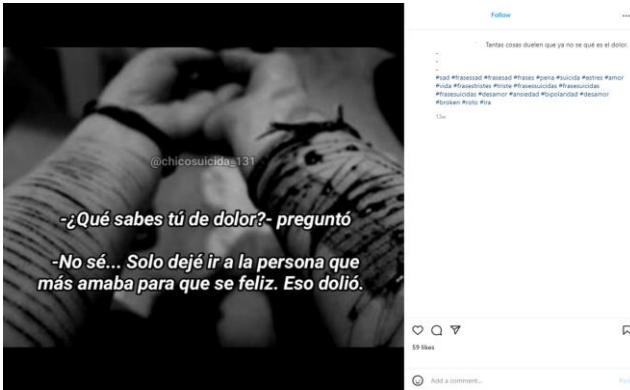 Follow
Tantas cosas duelen que ya no se qué es el dolor.
-
-
-
#sad #frasessad #frasesad #frases #pena #suicida #estres #amor
#vida #frasestristes #triste #frasessuicidas #frasesuicidas
#frasesuicidas #desamor #ansiedad #bipolaridad #desamor
#broken #roto #ira
13w
@chicosuicida_131
-¿Qué sabes tú de dolor?- preguntó
-No sé... Solo dejé ir a la persona que
más amaba para que se feliz. Eso dolió.
59 likes
Add a comment...